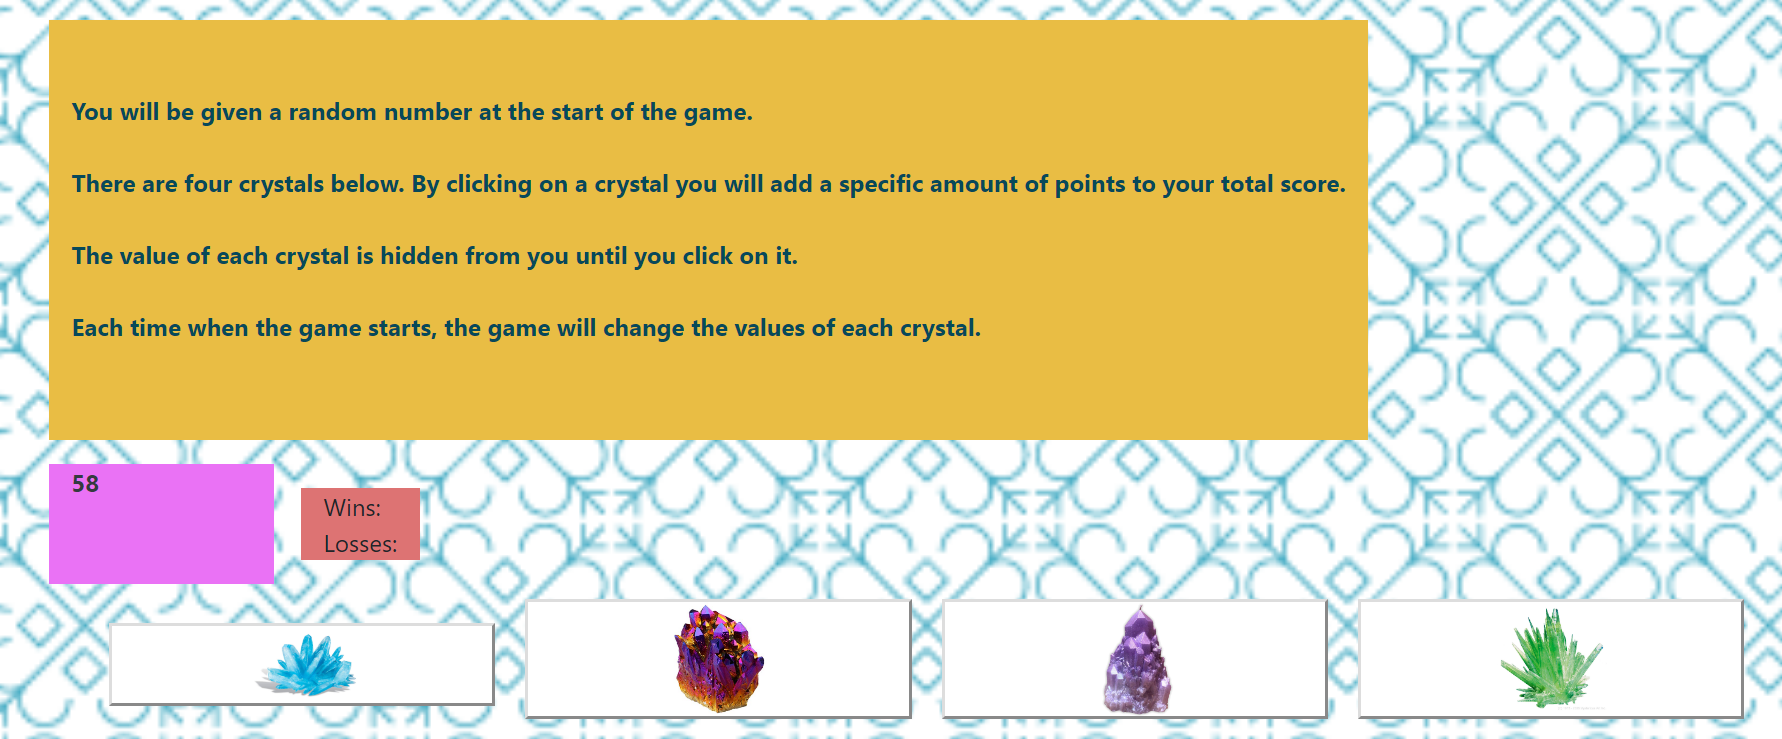 You will be given a random number at the start of the game.
There are four crystals below. By clicking on a crystal you will add a specific amount of points to your total score.
The value of each crystal is hidden from you until you click on it.
Each time when the game starts, the game will change the values of each crystal.
58
Wins:
Losses: